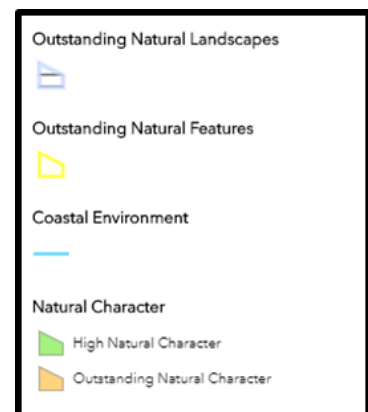 Outstanding Natural Landscapes
Outstanding Natural Features
Coastal Environment
Natural Character
High Natural Character
Outstanding Natural Character